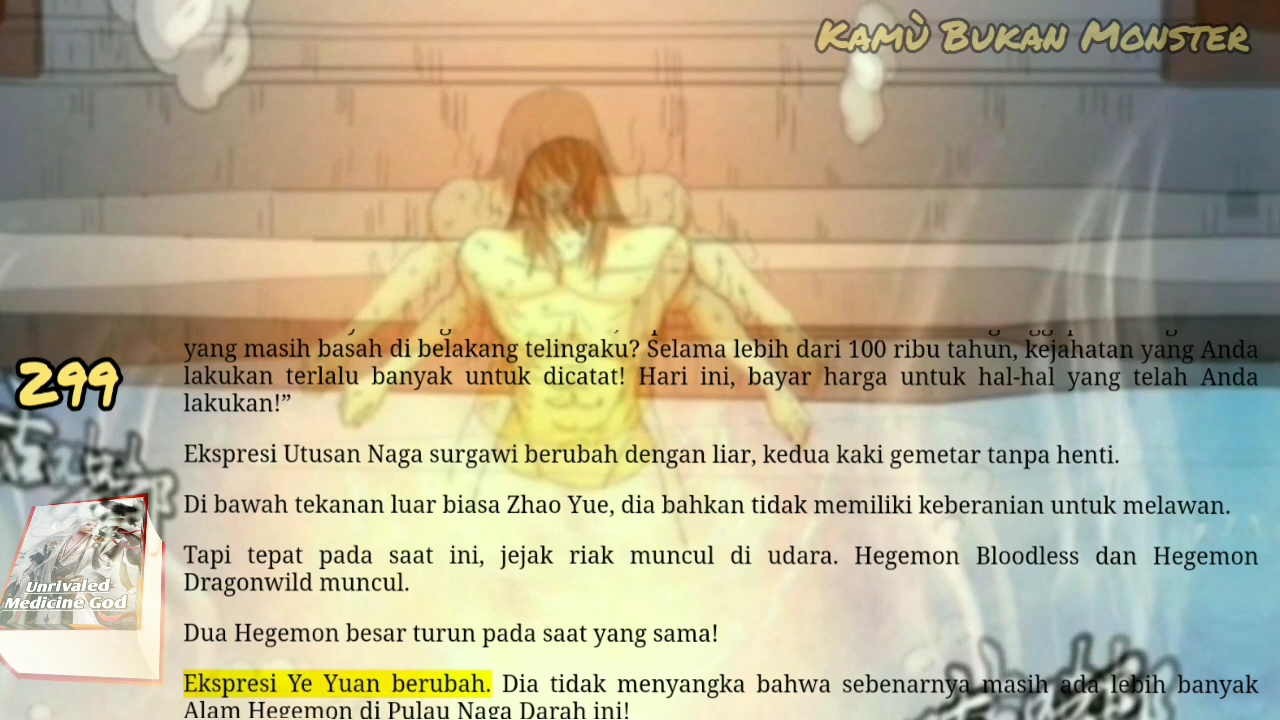 Kamù Bukan Monster
yang masih basah di belakang telingaku? Selama lebih dari 100 ribu tahun, kejahatan yang Anda
lakukan terlalu banyak untuk dicatat! Hari ini, bayar harga untuk hal-hal yang telah Anda
lakukan!”
299
Ekspresi Utusan Naga surgawi berubah dengan liar, kedua kaki gemetar tanpa henti.
Di bawah tekanan luar biasa Zhao Yue, dia bahkan tidak memiliki keberanian untuk melawan.
Tapi tepat pada saat ini, jejak riak muncul di udara. Hegemon Bloodless dan Hegemon
Dragonwild muncul.
Unrivaled
Medicine God
Dua Hegemon besar turun pada saat yang sama!
Ekspresi Ye Yuan berubah. Dia tidak menyangka bahwa sebenarnya masih ada lebih banyak
Alam Hegemon di Pulau Naga Darah ini!